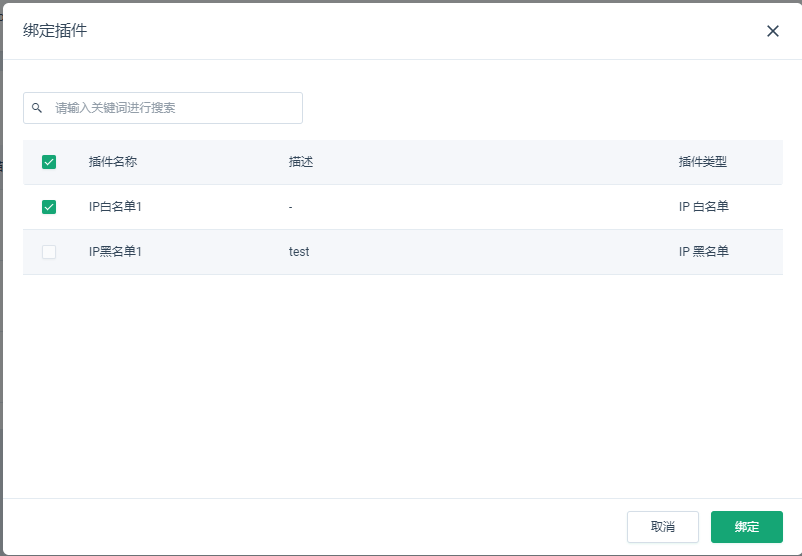 绑定插件
请输入关键词进行搜索
插件名称 描述 插件类型
IP白名单1 - IP 白名单
IP黑名单1 test IP 黑名单
取消 绑定